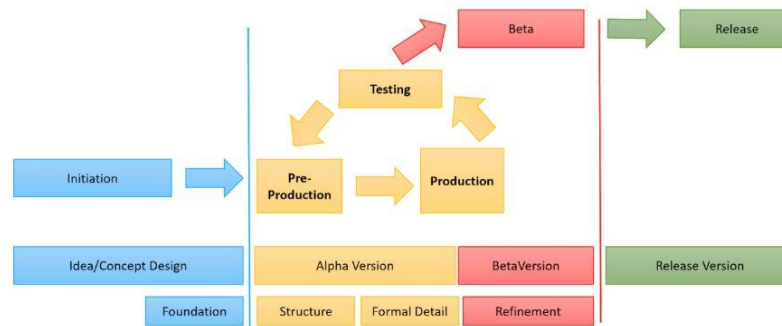 Beta
Release
Testing
Initiation
Pre-
Production
Production
Idea/Concept Design
Alpha Version
BetaVersion
Release Version
Foundation
Structure
Formal Detail
Refinement